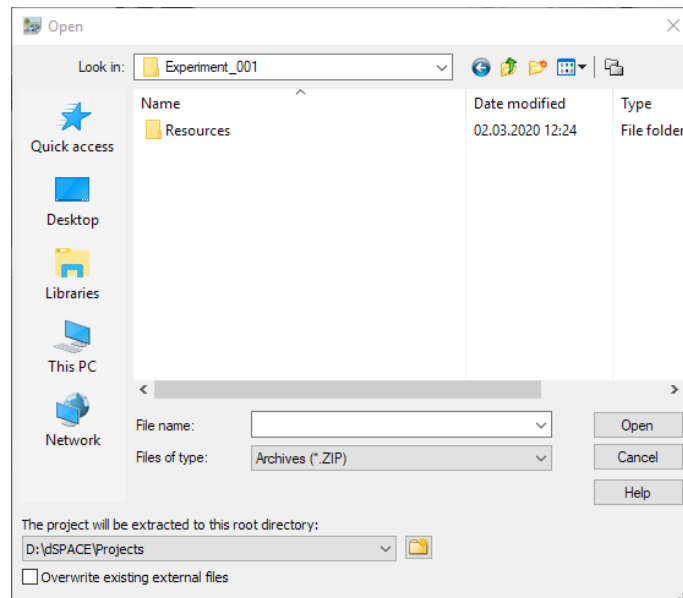 Open
Look in: Experiment_001
Name Date modified Type
Resources 02.03.2020 12:24 File folder
Quick access
Desktop
Libraries
This PC
Network
File name: Open
Files of type: Archives (*.ZIP) Cancel
Help
The project will be extracted to this root directory:
D:\dSPACE\Projects
Overwrite existing external files